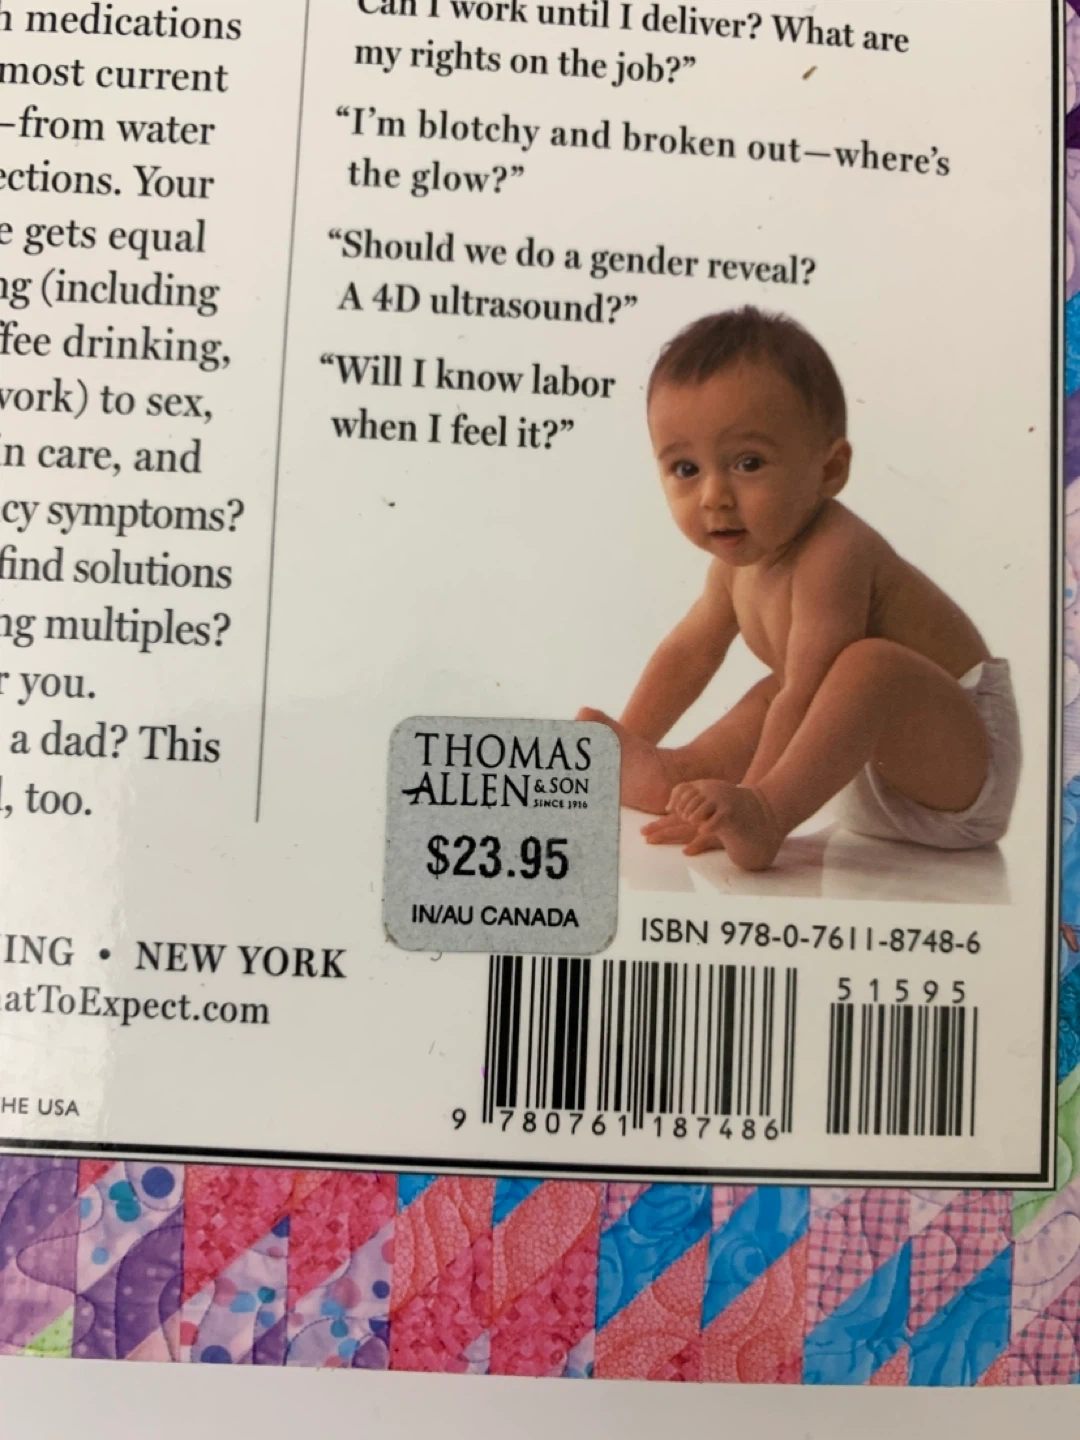 medications
most current
—from water
ections. Your
e gets equal
ng (including
fee drinking,
work) to sex,
in care, and
cy symptoms?
find solutions
ng multiples?
r you.
a dad? This
, too.
Can I work until I deliver? What are
my rights on the job?”
“I’m blotchy and broken out—where’s
the glow?”
“Should we do a gender reveal?
A 4D ultrasound?”
“Will I know labor
when I feel it?”
THOMAS
ALLEN & SON
SINCE 1916
$23.95
IN/AU CANADA
ING • NEW YORK
atToExpect.com
HE USA
ISBN 978-0-7611-8748-6
51595
9 780761 187486